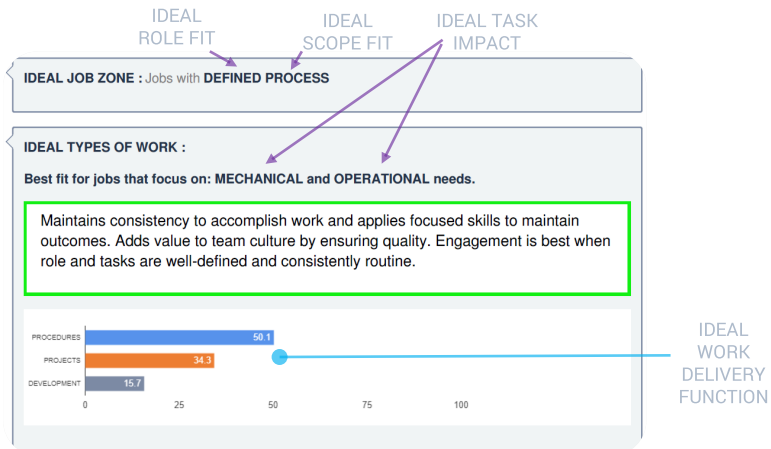 IDEAL
ROLE FIT
IDEAL
SCOPE FIT
IDEAL TASK
IMPACT
IDEAL JOB ZONE : Jobs with DEFINED PROCESS
IDEAL TYPES OF WORK :
Best fit for jobs that focus on: MECHANICAL and OPERATIONAL needs.
Maintains consistency to accomplish work and applies focused skills to maintain
outcomes. Adds value to team culture by ensuring quality. Engagement is best when
role and tasks are well-defined and consistently routine.
PROCEDURES 50.1
PROJECTS 34.3
DEVELOPMENT 15.7
0 25 50 75 100
IDEAL
WORK
DELIVERY
FUNCTION